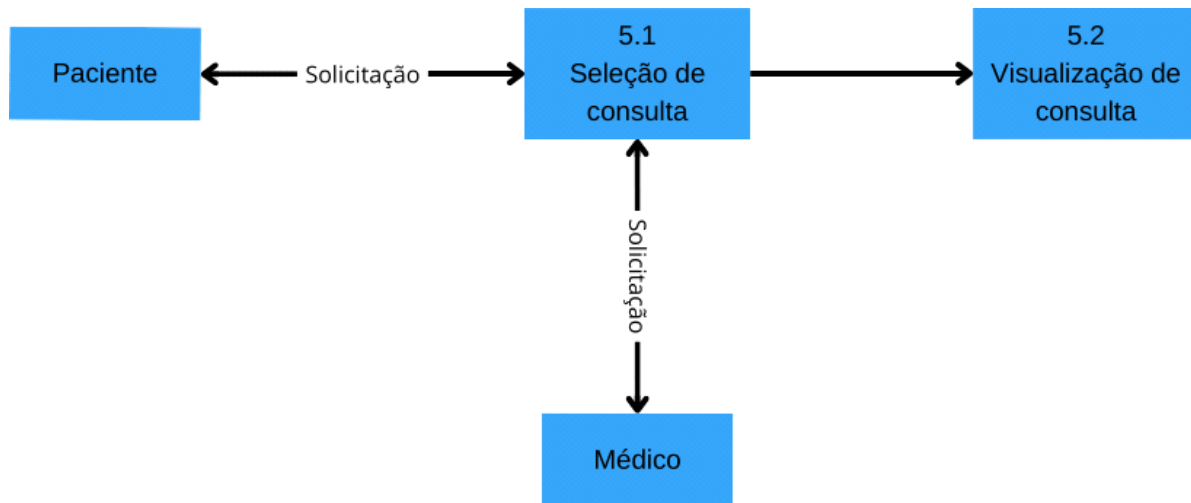 Paciente
Solicitação
5.1
Seleção de
consulta
5.2
Visualização de
consulta
Solicitação
Médico